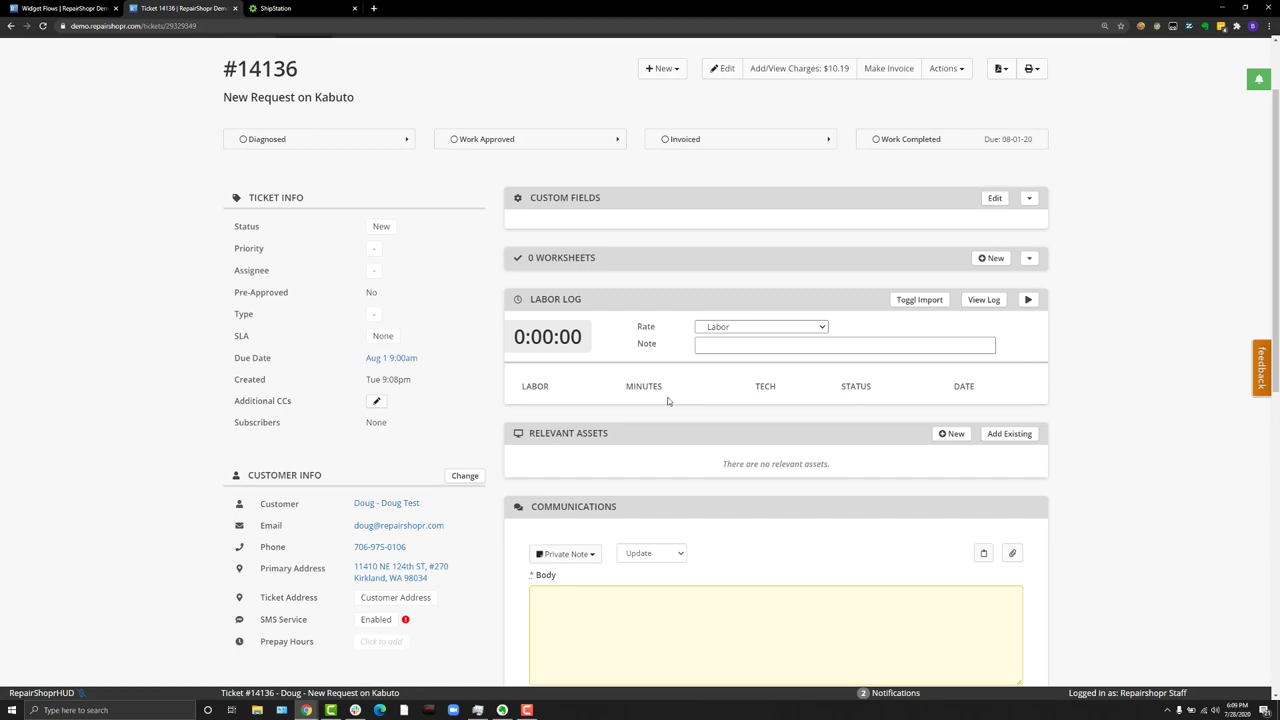 Widget Flows | RepairShopr Dem
Ticket 14136 | RepairShopr Demo
ShipStation
demo.repairshopr.com/tickets/29329349
#14136
New
Edit
Add/View Charges: $10.19
Make Invoice
Actions
New Request on Kabuto
Diagnosed
Work Approved
Invoiced
Work Completed
Due: 08-01-20
TICKET INFO
Status New
Priority -
Assignee -
Pre-Approved No
Type -
SLA None
Due Date Aug 1 9:00am
Created Tue 9:08pm
Additional CCs
Subscribers None
CUSTOMER INFO
Change
Customer Doug - Doug Test
Email doug@repairshopr.com
Phone 706-975-0106
Primary Address 11410 NE 124th ST, #270
Kirkland, WA 98034
Ticket Address Customer Address
SMS Service Enabled
Prepay Hours Click to add
CUSTOM FIELDS
Edit
0 WORKSHEETS
New
LABOR LOG
Toggl Import
View Log
0:00:00
Rate Labor
Note
LABOR MINUTES TECH STATUS DATE
RELEVANT ASSETS
New
Add Existing
There are no relevant assets.
COMMUNICATIONS
Private Note
Update
* Body
feedback
RepairShoprHUD
Ticket #14136 - Doug - New Request on Kabuto
2 Notifications
Logged in as: Repairshopr Staff
Type here to search
6:09 PM
7/28/2020